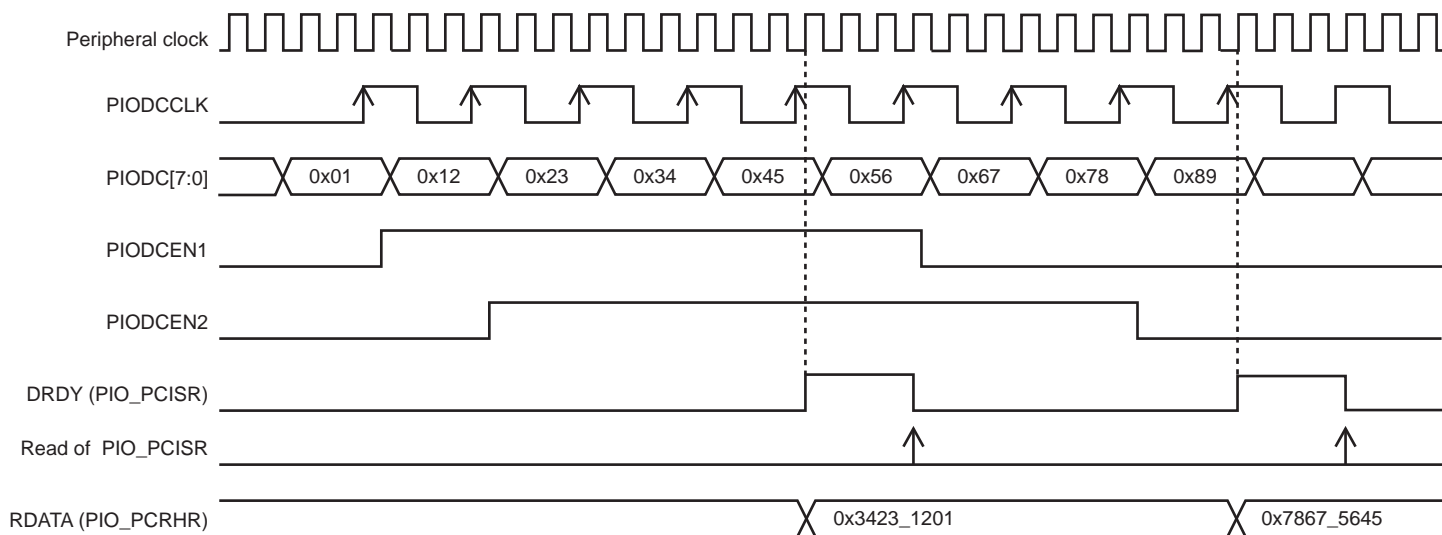 Peripheral clock
PIODCCLK
PIODC[7:0] 0x01 0x12 0x23 0x34 0x45 0x56 0x67 0x78 0x89
PIODCEN1
PIODCEN2
DRDY (PIO_PCISR)
Read of PIO_PCISR
RDATA (PIO_PCRHR) 0x3423_1201 0x7867_5645